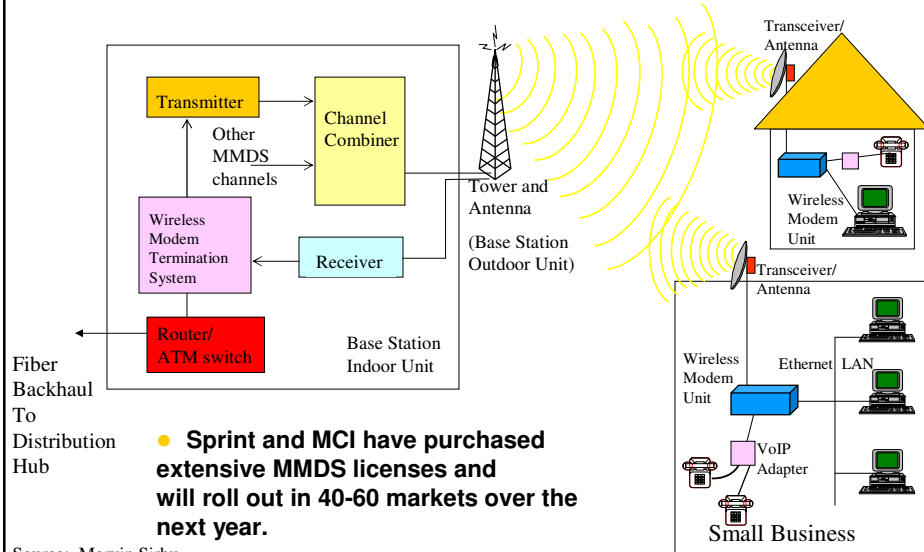 Transmitter
Other
MMDS
channels
Channel
Combiner
Wireless
Modem
Termination
System
Receiver
Router/
ATM switch
Base Station
Indoor Unit
Fiber
Backhaul
To
Distribution
Hub
Tower and
Antenna
(Base Station
Outdoor Unit)
Transceiver/
Antenna
Wireless
Modem
Unit
Transceiver/
Antenna
Wireless
Modem
Unit
Ethernet LAN
VoIP
Adapter
Small Business
• Sprint and MCI have purchased
extensive MMDS licenses and
will roll out in 40-60 markets over the
next year.
Source: Marvin Sirbu